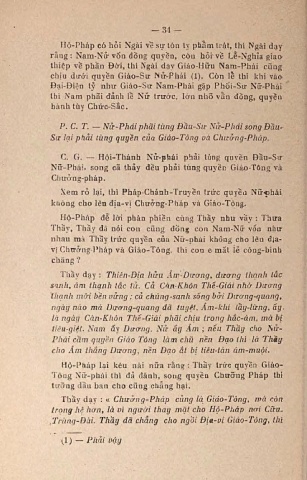 — 34 —
Hộ-Pháp có hỏi Ngài về sự tôn ty phẩm trật, thì Ngài dạy
rằng: Nam-Nữ vốn đồng quyền, còn hỏi về Lễ-Nghĩa giao
thiệp về phần Đời, thì Ngài dạy Giáo-Hữu Nam-Phái cũng
chịu dưới quyền Giáo-Sư Nữ-Phái (1). Còn lễ thì khi vào
Đại-Điện tỷ như Giáo-Sư Nam-Phái gặp Phối-Sư Nữ-Phái
thì Nam phải đảnh lễ Nữ trước, lớn nhỏ vẫn đồng, quyền
hành tùy Chức-Sắc.
P. C. T. — Nữ-Phái phải tùng Đầu-Sư Nữ-Phái song Đầu-
Sư lại phải tùng quyền của Giáo-Tông và Chưởng-Pháp.
C. G. — Hội-Thánh Nữ-phái phải tùng quyền Đầu-Sư
Nữ-Phái, song cả thảy đều phải tùng quyền Giáo-Tông và
Chưởng-pháp.
Xem rõ lại, thì Pháp-Chánh-Truyền trước quyền Nữ-phái
không cho lên địa-vị Chưởng-Pháp và Giáo-Tông.
Hộ-Pháp để lời phân phiền cùng Thầy như vầy: Thưa
Thầy, Thầy đã nói con cũng đồng con Nam-Nữ vốn như
nhau mà Thầy trước quyền của Nữ-phái không cho lên địa-
vị Chưởng-Pháp và Giáo-Tông. thì con e mất lẽ công-bình
chăng?
Thầy dạy: Thiên-Địa hữu Âm-Dương, dương thạnh tắc
sanh, âm thạnh tắc tử. Cả Càn-Khôn Thế-Giái nhờ Dương
thạnh mới bền vững; cả chúng-sanh sống bởi Dương-quang,
ngày nào mà Dương-quang đã tuyệt, Âm-khí lẫy-lừng, ấy
là ngày Càn-Khôn Thế-Giái phải chịu trong hắc-ám, mà bị
tiêu-diệt. Nam ấy Dương, Nữ ấy Âm; nếu Thầy cho Nữ-
Phái cầm quyền Giáo Tông làm chủ nền Đạo thì là Thầy
cho Âm thắng Dương, nền Đạo ắt bị tiêu-tàn ám-muội.
Hộ-Pháp lại kêu nài nữa rằng: Thầy trước quyền Giáo-
Tông Nữ-phái thì đã đành, song quyền Chưởng Pháp thì
tưởng dầu ban cho cũng chẳng hại.
Thầy dạy: « Chưởng-Pháp cũng là Giáo-Tông, mà còn
trọng hệ hơn, là vì người thay mặt cho Hộ-Pháp nơi Cửu.
Trùng-Đài. Thầy đã chẳng cho ngồi Địa-vị Giáo-Tông, thì
(1) — Phải vậy